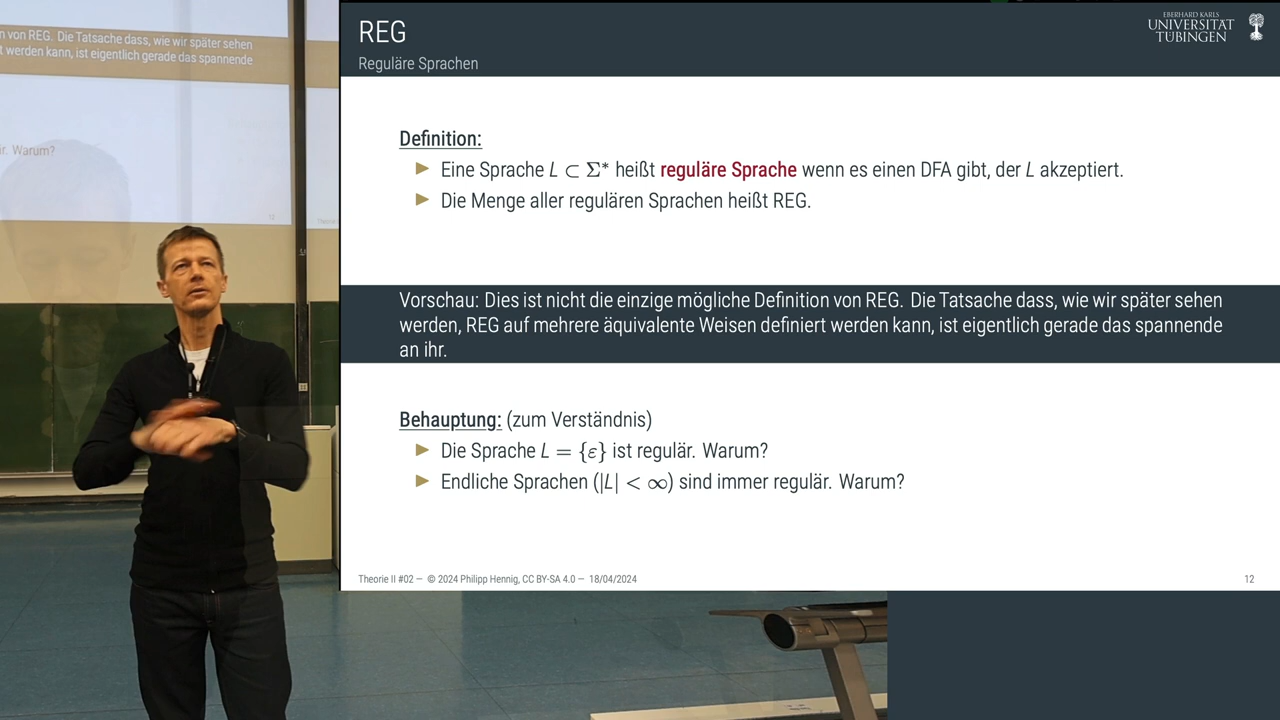 n von REG. Die Tatsache dass, wie wir später sehen
t werden kann, ist eigentlich gerade das spannende
r. Warum?
12
REG
Reguläre Sprachen
EBERHARD KARLS
UNIVERSITÄT
TÜBINGEN
Definition:
▶ Eine Sprache L ⊂ Σ* heißt reguläre Sprache wenn es einen DFA gibt, der L akzeptiert.
▶ Die Menge aller regulären Sprachen heißt REG.
Vorschau: Dies ist nicht die einzige mögliche Definition von REG. Die Tatsache dass, wie wir später sehen
werden, REG auf mehrere äquivalente Weisen definiert werden kann, ist eigentlich gerade das spannende
an ihr.
Behauptung: (zum Verständnis)
▶ Die Sprache L = {ε} ist regulär. Warum?
▶ Endliche Sprachen (|L| < ∞) sind immer regulär. Warum?
Theorie II #02 — © 2024 Philipp Hennig, CC BY-SA 4.0 — 18/04/2024
12